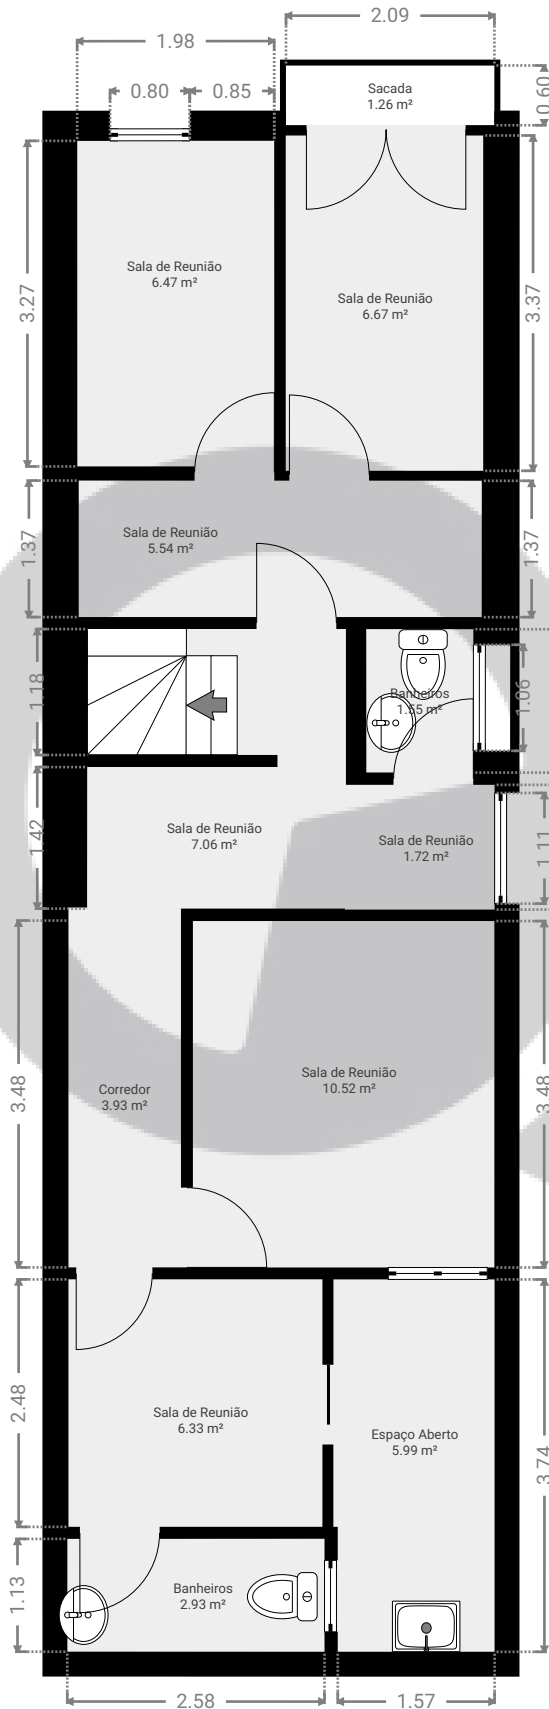 2.09
1.98
0.80
0.85
0.60
Sacada
1.26 m²
3.27
3.37
Sala de Reunião
6.47 m²
Sala de Reunião
6.67 m²
1.37
1.37
Sala de Reunião
5.54 m²
1.18
1.06
Banheiros
1.55 m²
1.42
1.11
Sala de Reunião
7.06 m²
Sala de Reunião
1.72 m²
3.48
3.48
Sala de Reunião
10.52 m²
Corredor
3.93 m²
2.48
3.74
Sala de Reunião
6.33 m²
Espaço Aberto
5.99 m²
1.13
Banheiros
2.93 m²
2.58
1.57